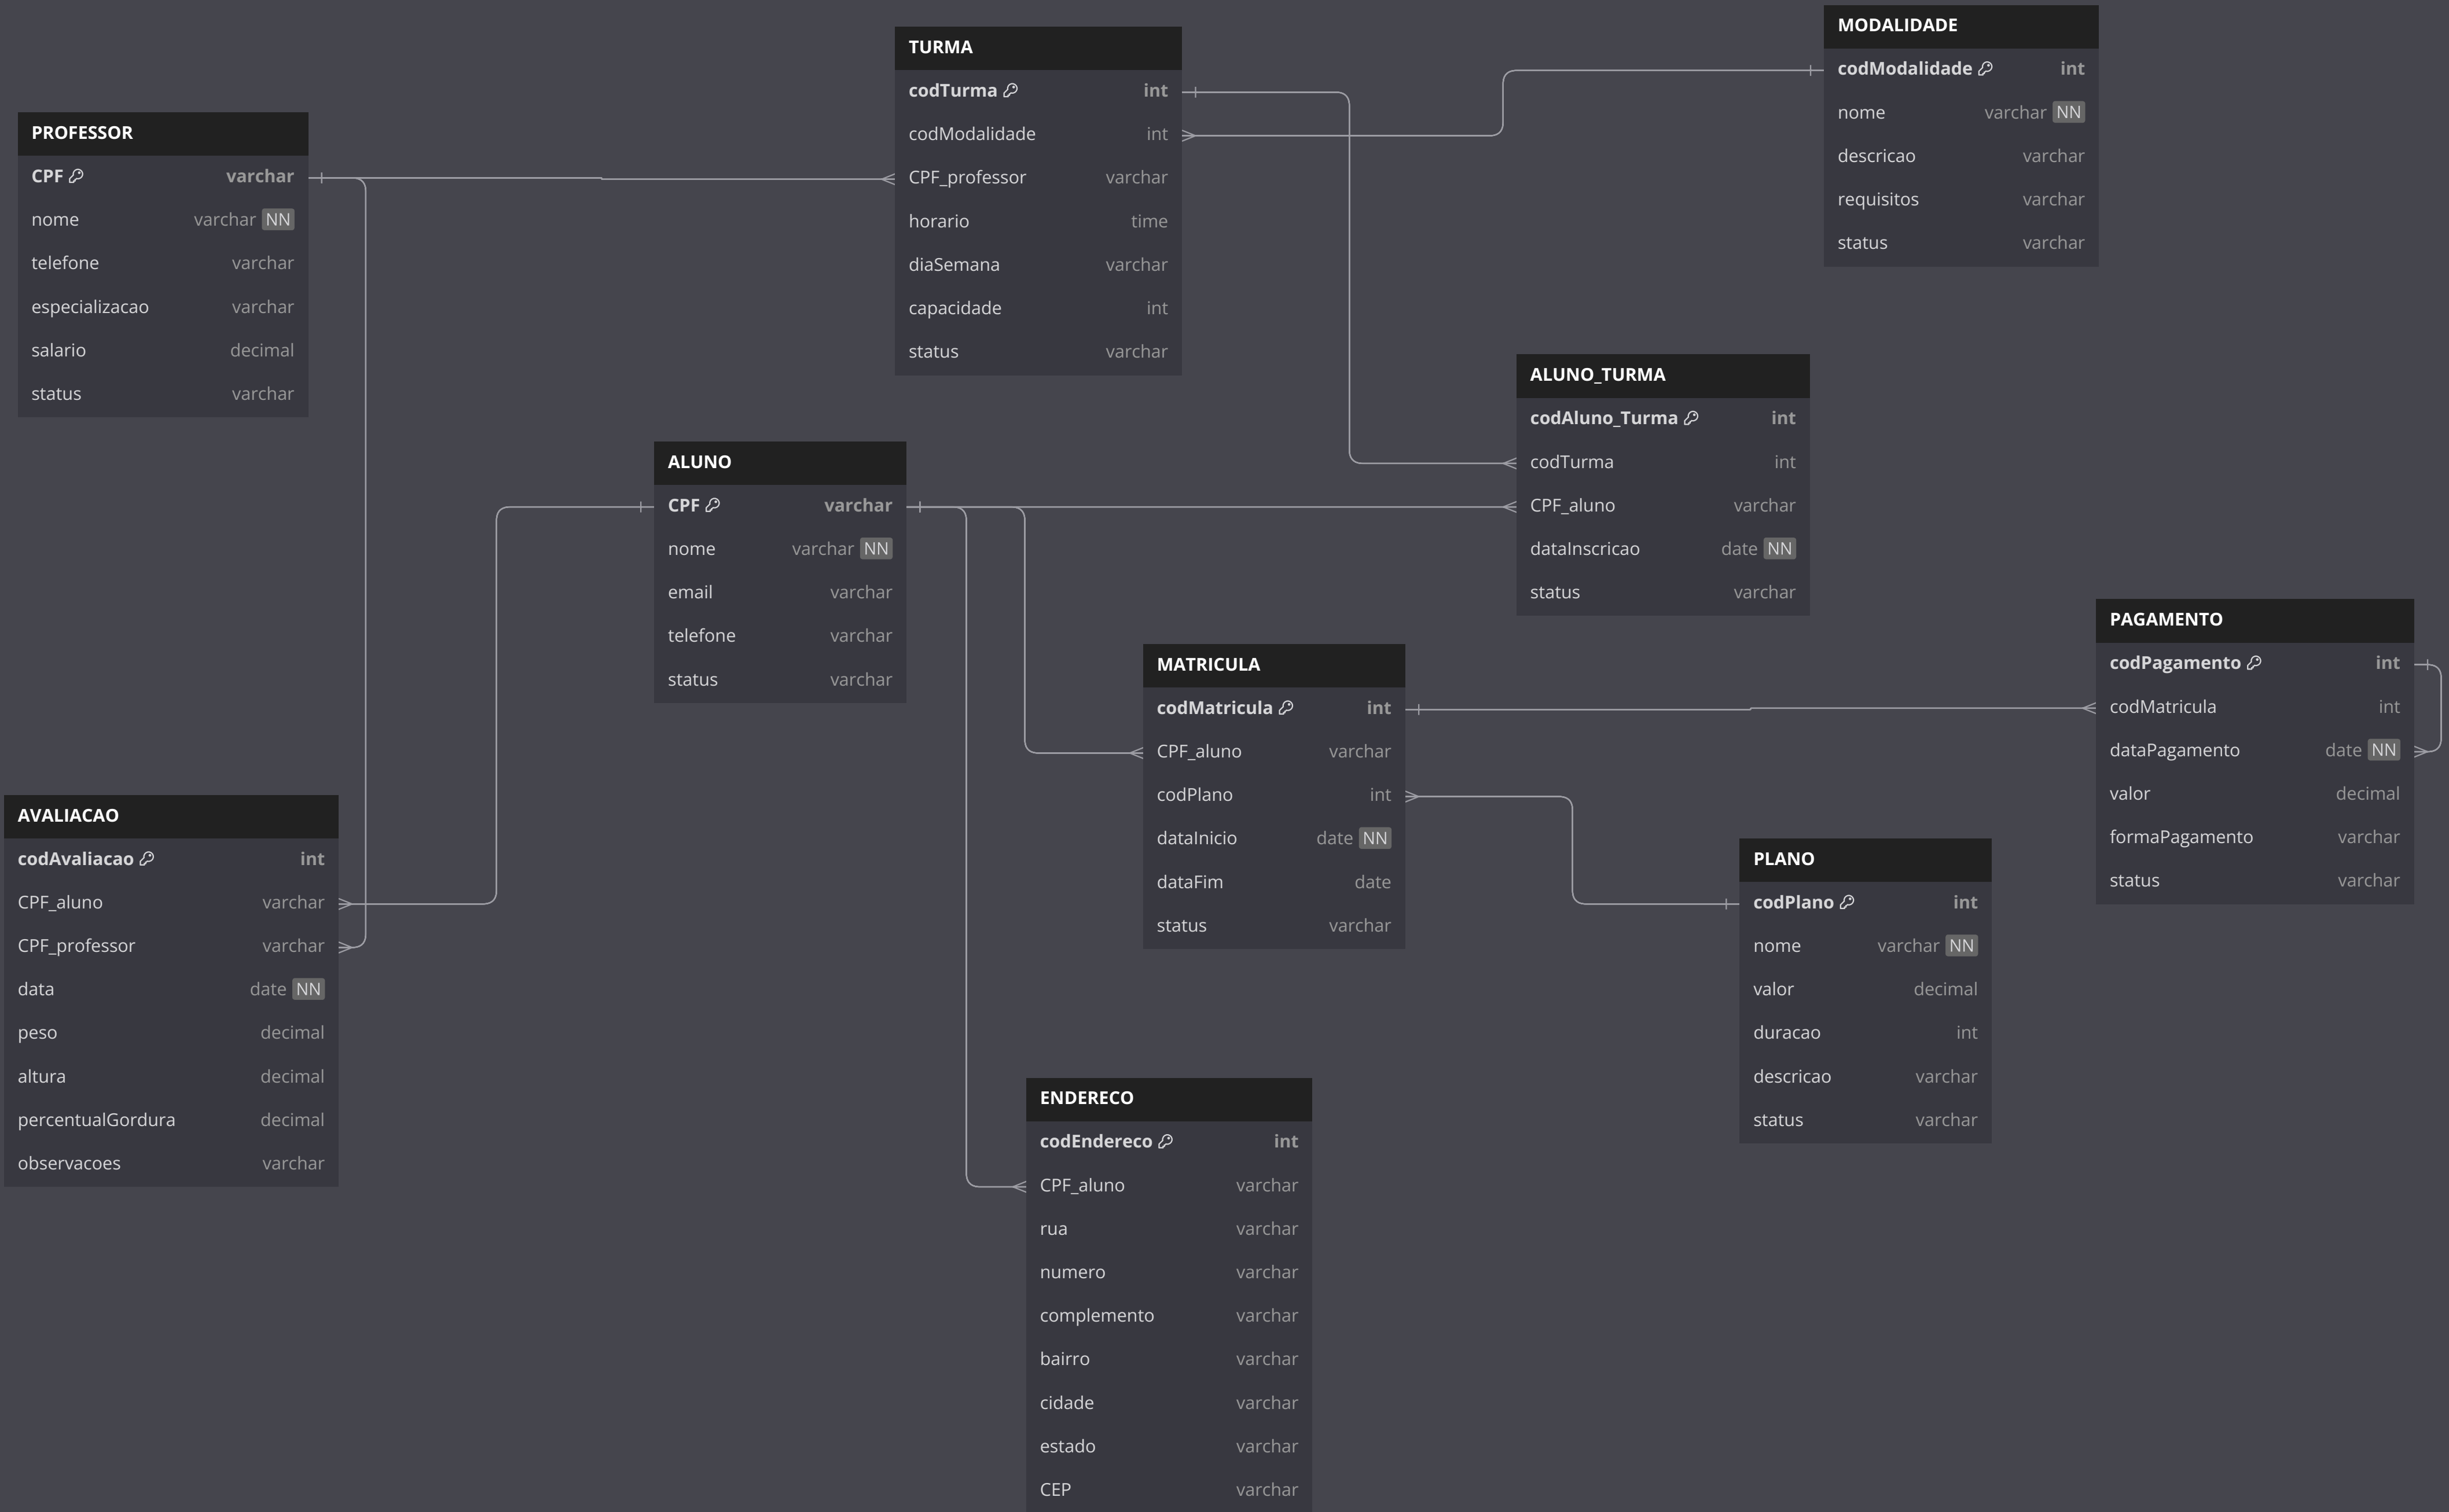 PROFESSOR
CPF varchar
nome varchar NN
telefone varchar
especializacao varchar
salario decimal
status varchar
TURMA
codTurma int
codModalidade int
CPF_professor varchar
horario time
diaSemana varchar
capacidade int
status varchar
MODALIDADE
codModalidade int
nome varchar NN
descricao varchar
requisitos varchar
status varchar
ALUNO_TURMA
codAluno_Turma int
codTurma int
CPF_aluno varchar
dataInscricao date NN
status varchar
ALUNO
CPF varchar
nome varchar NN
email varchar
telefone varchar
status varchar
MATRICULA
codMatricula int
CPF_aluno varchar
codPlano int
dataInicio date NN
dataFim date
status varchar
PAGAMENTO
codPagamento int
codMatricula int
dataPagamento date NN
valor decimal
formaPagamento varchar
status varchar
AVALIACAO
codAvaliacao int
CPF_aluno varchar
CPF_professor varchar
data date NN
peso decimal
altura decimal
percentualGordura decimal
observacoes varchar
PLANO
codPlano int
nome varchar NN
valor decimal
duracao int
descricao varchar
status varchar
ENDERECO
codEndereco int
CPF_aluno varchar
rua varchar
numero varchar
complemento varchar
bairro varchar
cidade varchar
estado varchar
CEP varchar